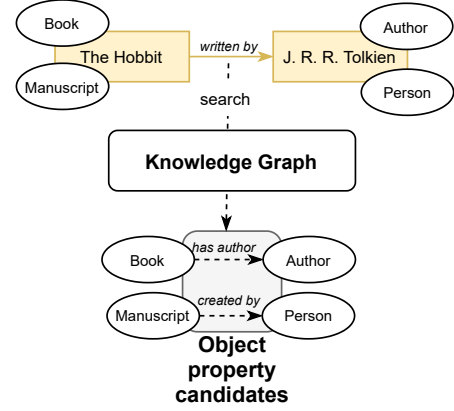 Book
Author
written by
The Hobbit
J. R. R. Tolkien
Manuscript
Person
search
Knowledge Graph
has author
Book
Author
created by
Manuscript
Person
Object
property
candidates